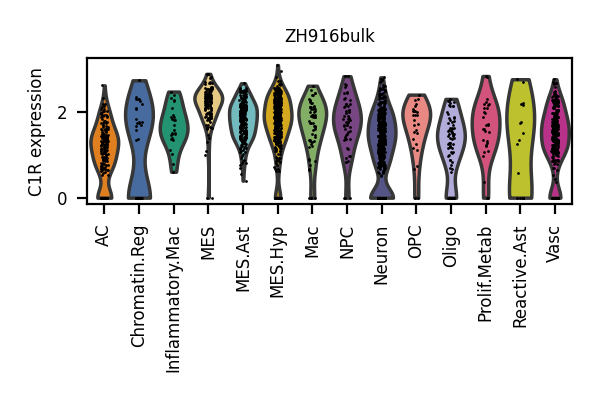 ZH916bulk
C1R expression
2
0
AC
Chromatin.Reg
Inflammatory.Mac
MES
MES.Ast
MES.Hyp
Mac
NPC
Neuron
OPC
Oligo
Prolif.Metab
Reactive.Ast
Vasc